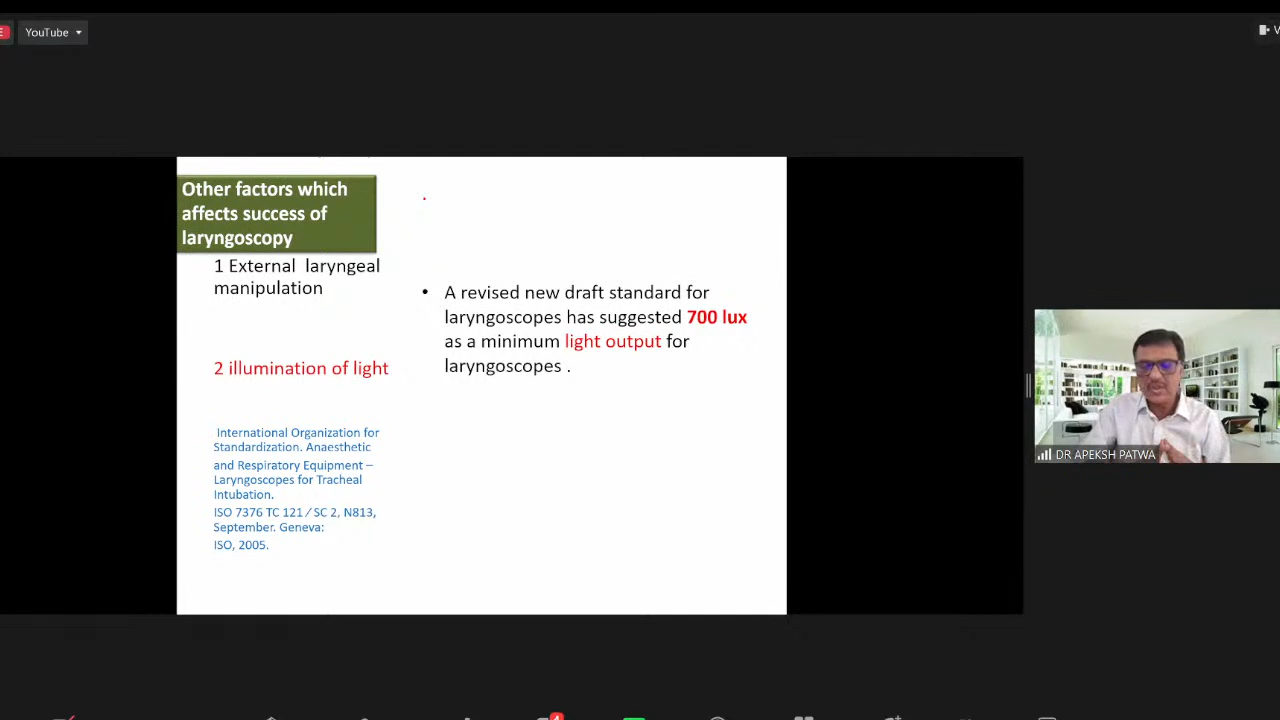 YouTube
Other factors which
affects success of
laryngoscopy
1 External laryngeal
manipulation
2 illumination of light
International Organization for
Standardization. Anaesthetic
and Respiratory Equipment –
Laryngoscopes for Tracheal
Intubation.
ISO 7376 TC 121 ⁄ SC 2, N813,
September. Geneva:
ISO, 2005.
• A revised new draft standard for
laryngoscopes has suggested 700 lux
as a minimum light output for
laryngoscopes .
DR APEKSH PATWA